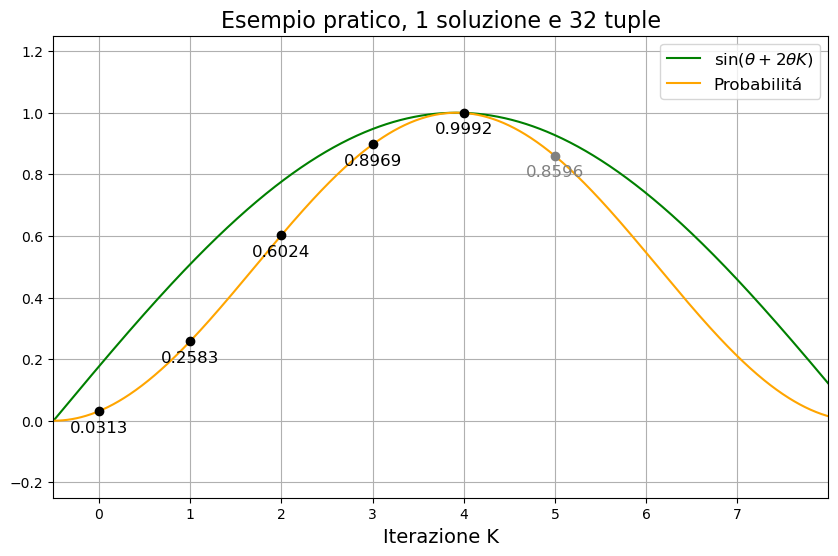 Esempio pratico, 1 soluzione e 32 tuple
sin(θ + 2θK)
Probabilitá
1.2
1.0
0.8
0.6
0.4
0.2
0.0
−0.2
0.0313
0.2583
0.6024
0.8969
0.9992
0.8596
0 1 2 3 4 5 6 7
Iterazione K